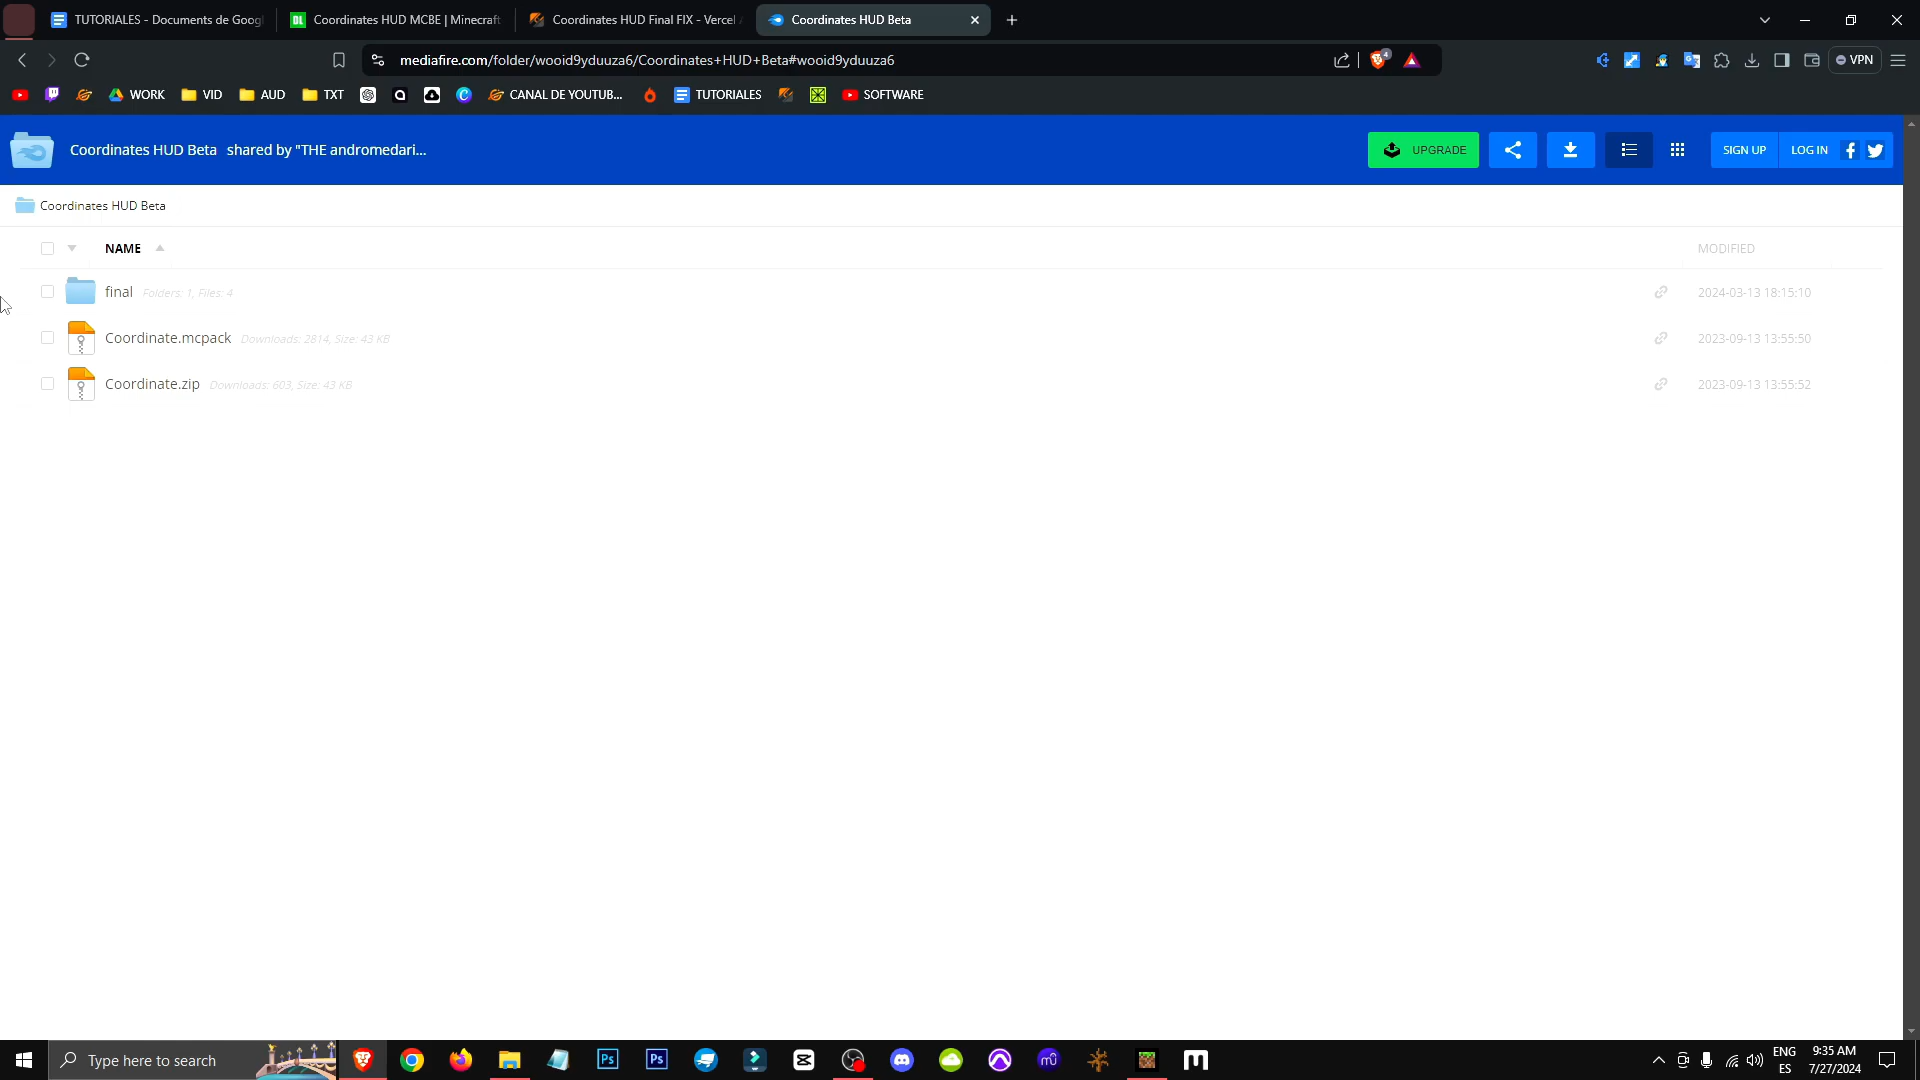 TUTORIALES - Documents de Goog
DL Coordinates HUD MCBE | Minecraft
Coordinates HUD Final FIX - Vercel
Coordinates HUD Beta
mediafire.com/folder/wooid9yduuza6/Coordinates+HUD+Beta#wooid9yduuza6
4
VPN
WORK VID AUD TXT CANAL DE YOUTUB... TUTORIALES SOFTWARE
Coordinates HUD Beta shared by "THE andromedari...
UPGRADE SIGN UP LOG IN
Coordinates HUD Beta
NAME MODIFIED
final Folders: 1, Files: 4 2024-03-13 18:15:10
Coordinate.mcpack Downloads: 2814, Size: 43 KB 2023-09-13 13:55:50
Coordinate.zip Downloads: 603, Size: 43 KB 2023-09-13 13:55:52
Type here to search
Ps Ps
ENG
ES
9:35 AM
7/27/2024